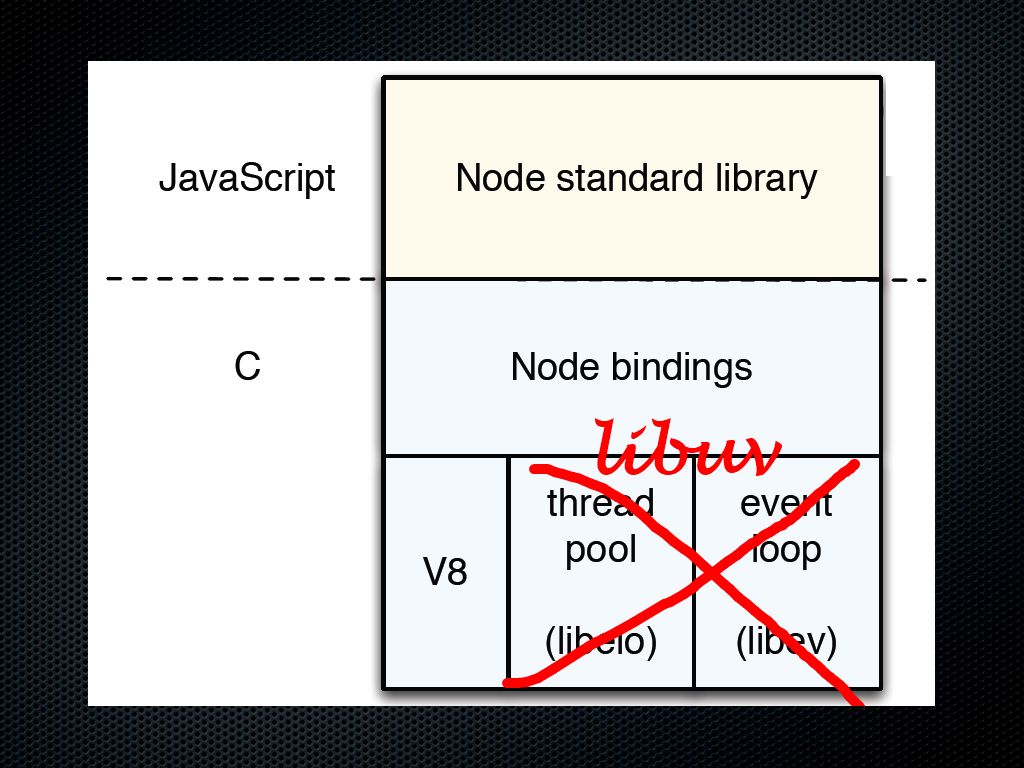 JavaScript
Node standard library
C
Node bindings
libuv
V8
thread
pool
(libeio)
event
loop
(libev)